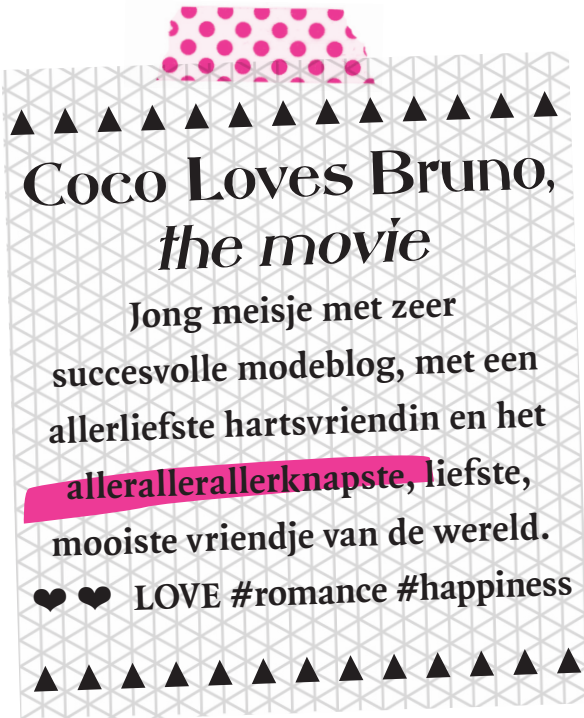 Coco Loves Bruno,
the movie
Jong meisje met zeer
succesvolle modeblog, met een
allerliefste hartsvriendin en het
allerallerallerknapste, liefste,
mooiste vriendje van de wereld.
❤ ❤ LOVE #romance #happiness